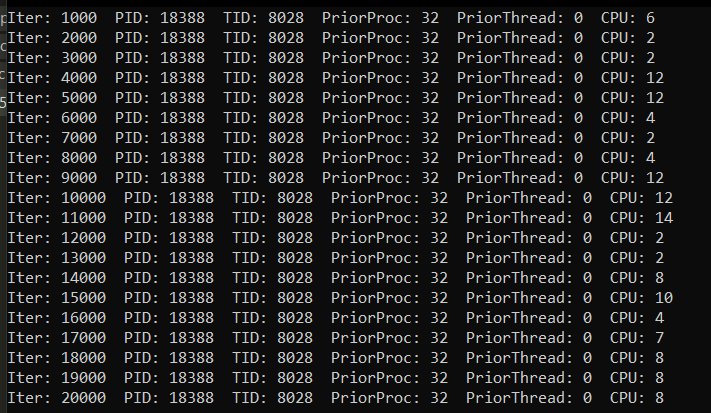 Iter: 1000  PID: 18388  TID: 8028  PriorProc: 32  PriorThread: 0  CPU: 6
Iter: 2000  PID: 18388  TID: 8028  PriorProc: 32  PriorThread: 0  CPU: 2
Iter: 3000  PID: 18388  TID: 8028  PriorProc: 32  PriorThread: 0  CPU: 2
Iter: 4000  PID: 18388  TID: 8028  PriorProc: 32  PriorThread: 0  CPU: 12
Iter: 5000  PID: 18388  TID: 8028  PriorProc: 32  PriorThread: 0  CPU: 12
Iter: 6000  PID: 18388  TID: 8028  PriorProc: 32  PriorThread: 0  CPU: 4
Iter: 7000  PID: 18388  TID: 8028  PriorProc: 32  PriorThread: 0  CPU: 2
Iter: 8000  PID: 18388  TID: 8028  PriorProc: 32  PriorThread: 0  CPU: 4
Iter: 9000  PID: 18388  TID: 8028  PriorProc: 32  PriorThread: 0  CPU: 12
Iter: 10000  PID: 18388  TID: 8028  PriorProc: 32  PriorThread: 0  CPU: 12
Iter: 11000  PID: 18388  TID: 8028  PriorProc: 32  PriorThread: 0  CPU: 14
Iter: 12000  PID: 18388  TID: 8028  PriorProc: 32  PriorThread: 0  CPU: 2
Iter: 13000  PID: 18388  TID: 8028  PriorProc: 32  PriorThread: 0  CPU: 2
Iter: 14000  PID: 18388  TID: 8028  PriorProc: 32  PriorThread: 0  CPU: 8
Iter: 15000  PID: 18388  TID: 8028  PriorProc: 32  PriorThread: 0  CPU: 10
Iter: 16000  PID: 18388  TID: 8028  PriorProc: 32  PriorThread: 0  CPU: 4
Iter: 17000  PID: 18388  TID: 8028  PriorProc: 32  PriorThread: 0  CPU: 7
Iter: 18000  PID: 18388  TID: 8028  PriorProc: 32  PriorThread: 0  CPU: 8
Iter: 19000  PID: 18388  TID: 8028  PriorProc: 32  PriorThread: 0  CPU: 8
Iter: 20000  PID: 18388  TID: 8028  PriorProc: 32  PriorThread: 0  CPU: 8